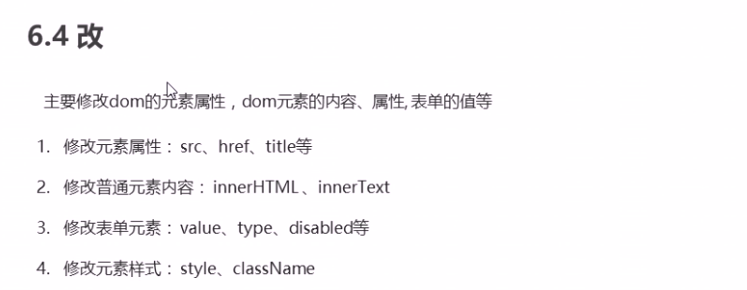 6.4 改
主要修改dom的元素属性，dom元素的内容、属性, 表单的值等
1. 修改元素属性：src、href、title等
2. 修改普通元素内容：innerHTML 、innerText
3. 修改表单元素：value、type、disabled等
4. 修改元素样式：style、className